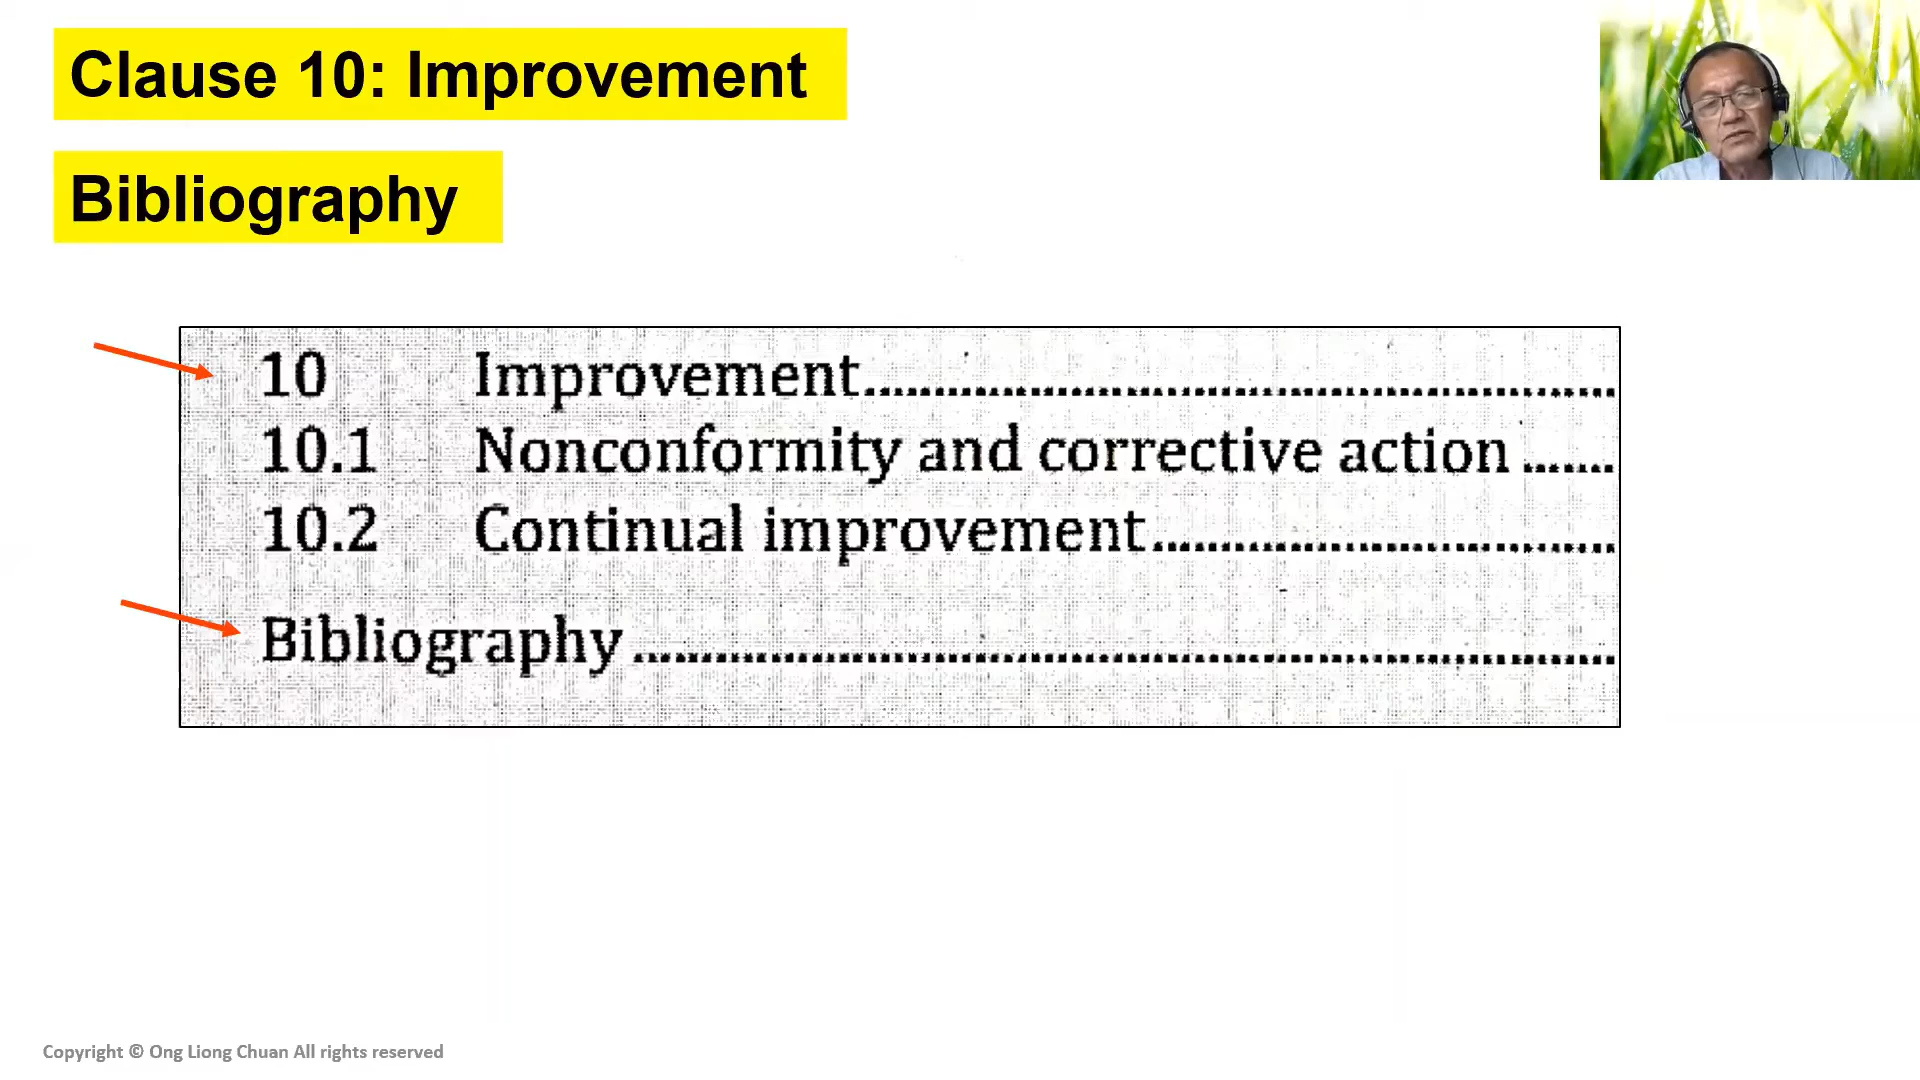 Clause 10: Improvement
Bibliography
10 Improvement................................................
10.1 Nonconformity and corrective action.......
10.2 Continual improvement..................................
Bibliography........................................................................
Copyright © Ong Liong Chuan All rights reserved